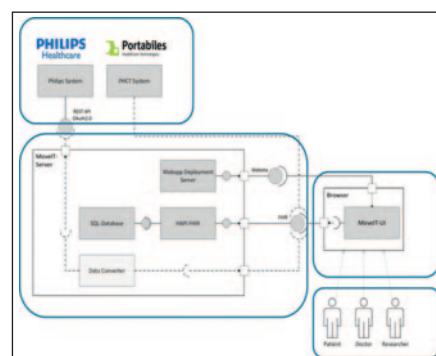 PHILIPS
Healthcare
Portabiles
Healthcare Technologies
Philips System
PHCT System
REST API
OAuth2.0
MoveIT-
Server
Webapp Deployment
Server
Website
Browser
SQL Database
HAPI FHIR
FHIR
MoveIT-UI
Data Converter
Patient
Doctor
Researcher